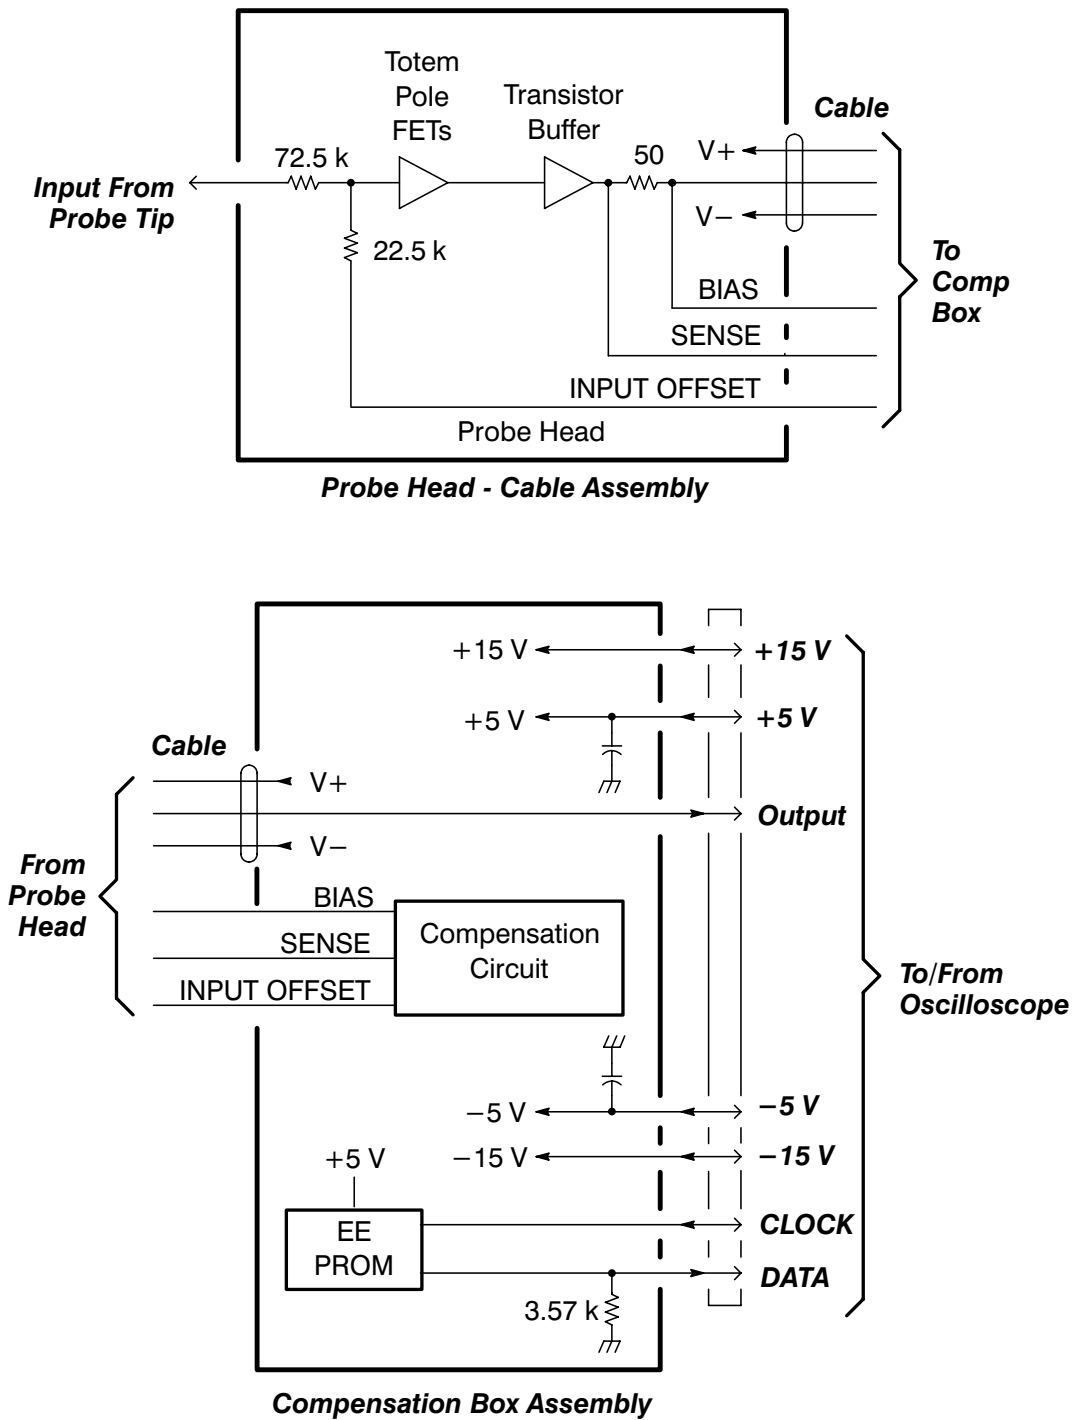 Totem
Pole
FETs
Transistor
Buffer
Cable
72.5 k
50
V+
Input From
Probe Tip
V−
22.5 k
To
Comp
Box
BIAS
SENSE
INPUT OFFSET
Probe Head
Probe Head - Cable Assembly
+15 V
+15 V
+5 V
+5 V
Cable
V+
Output
V−
From
Probe
Head
BIAS
SENSE
INPUT OFFSET
Compensation
Circuit
To/From
Oscilloscope
−5 V
−5 V
−15 V
−15 V
+5 V
EE
PROM
CLOCK
DATA
3.57 k
Compensation Box Assembly